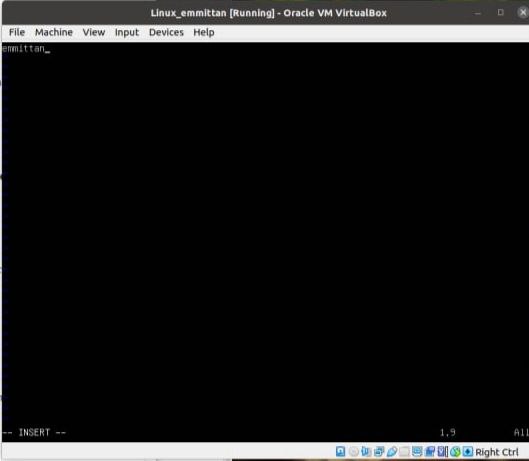 Linux_emmittan [Running] - Oracle VM VirtualBox
File Machine View Input Devices Help
emmittan_
-- INSERT -- 1,9 All
Right Ctrl